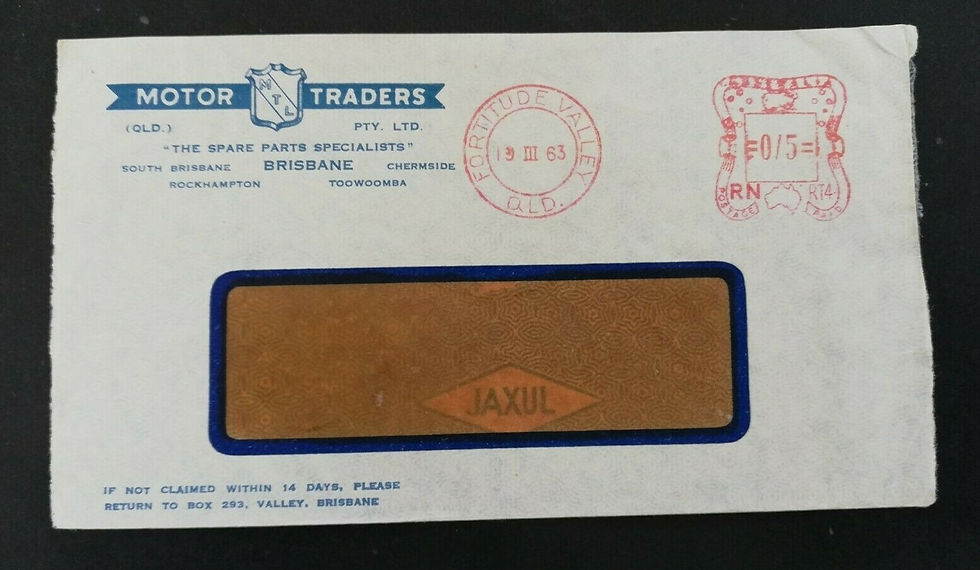 MOTOR MTL TRADERS
(QLD.) PTY. LTD.
"THE SPARE PARTS SPECIALISTS"
SOUTH BRISBANE BRISBANE CHERMSIDE
ROCKHAMPTON TOOWOOMBA
FORTITUDE VALLEY
III 63
QLD.
AUSTRALIA
=0/5=
RN RT4
POSTAGE PAID
JAXUL
IF NOT CLAIMED WITHIN 14 DAYS, PLEASE
RETURN TO BOX 293, VALLEY, BRISBANE